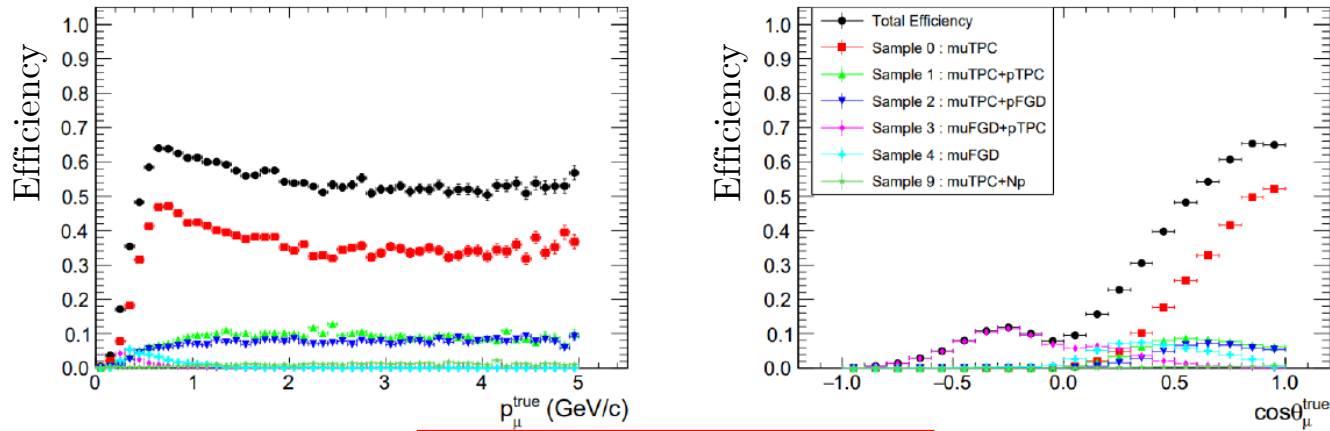 Efficiency
1.0
0.9
0.8
0.7
0.6
0.5
0.4
0.3
0.2
0.1
0.0
0 1 2 3 4 5
p_μ^true (GeV/c)
Efficiency
1.0
0.9
0.8
0.7
0.6
0.5
0.4
0.3
0.2
0.1
0.0
Total Efficiency
Sample 0 : muTPC
Sample 1 : muTPC+pTPC
Sample 2 : muTPC+pFGD
Sample 3 : muFGD+pTPC
Sample 4 : muFGD
Sample 9 : muTPC+Np
−1.0 −0.5 0.0 0.5 1.0
cosθ_μ^true